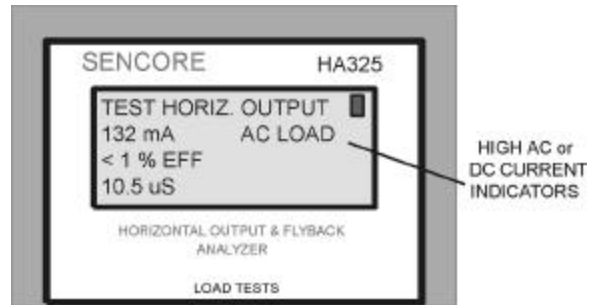 SENCORE HA325
TEST HORIZ. OUTPUT
132 mA AC LOAD
< 1 % EFF
10.5 uS
HIGH AC or
DC CURRENT
INDICATORS
HORIZONTAL OUTPUT & FLYBACK
ANALYZER
LOAD TESTS